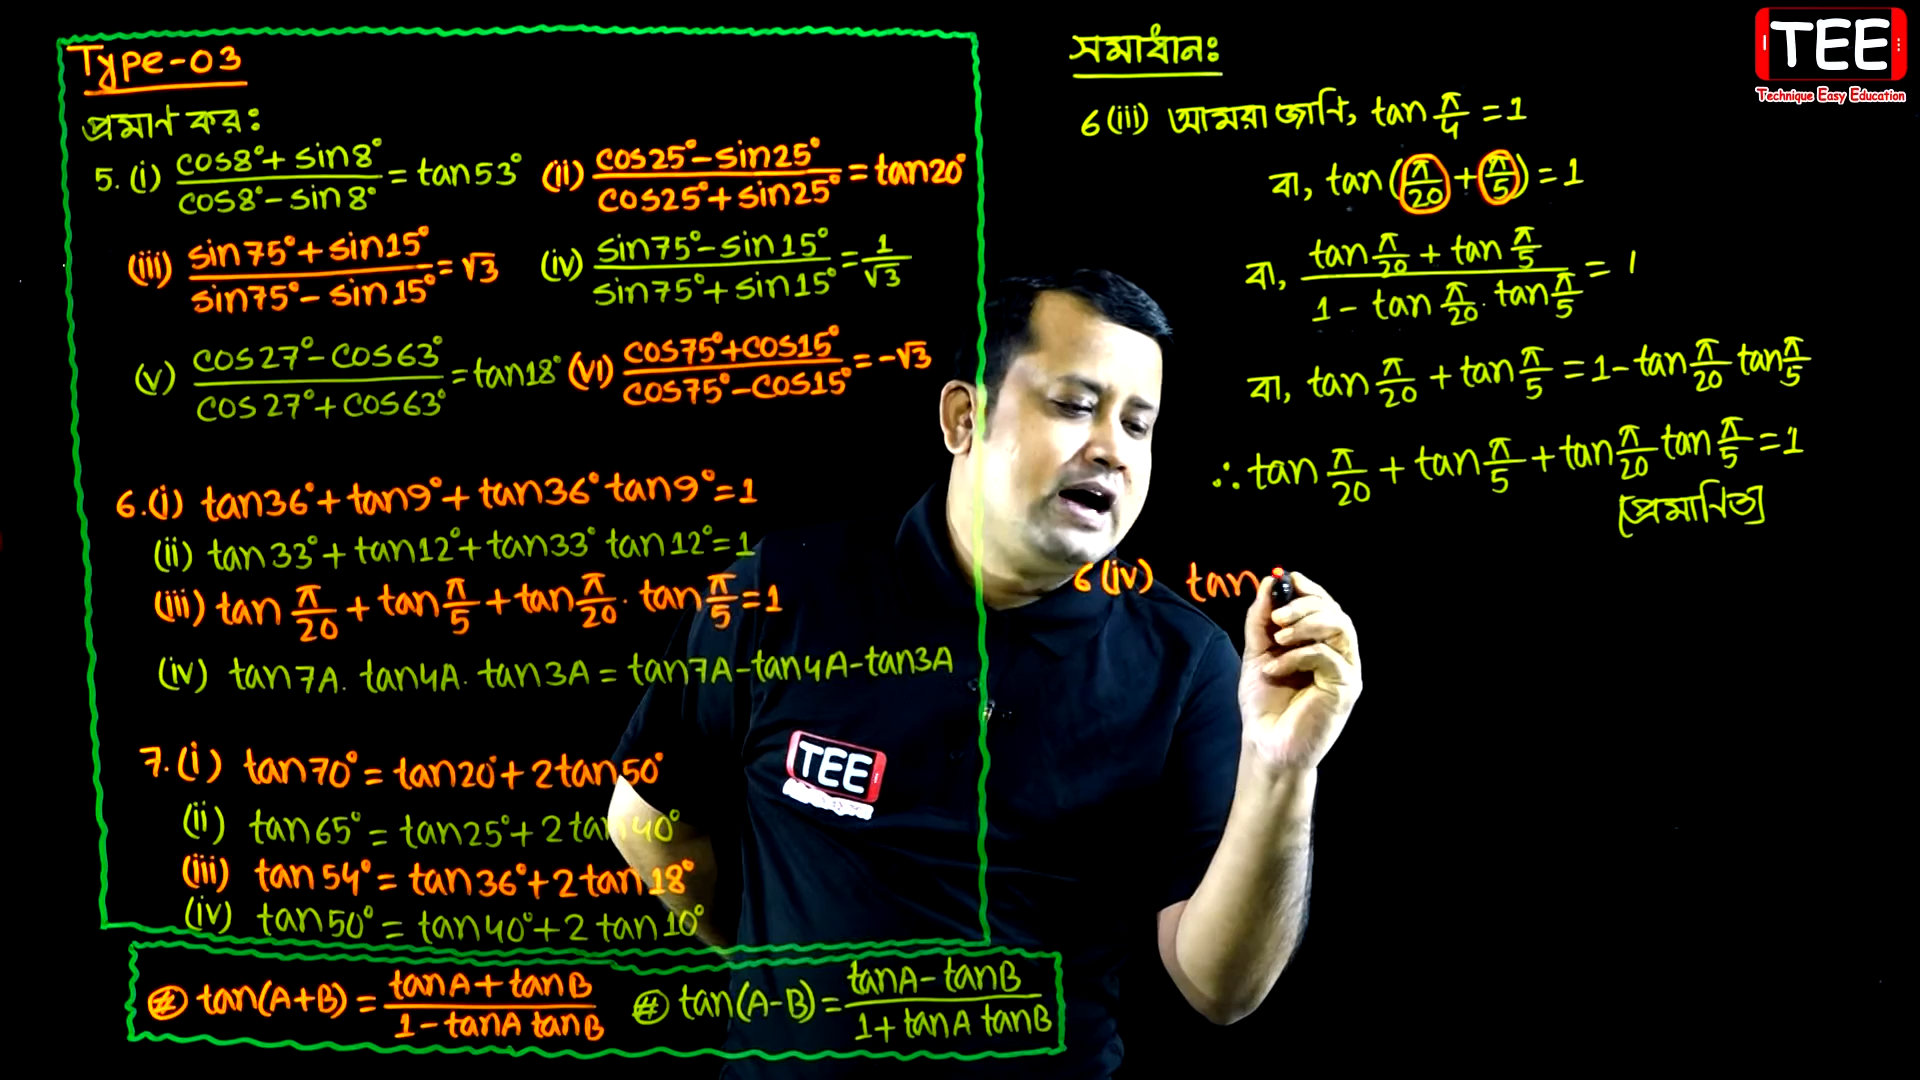 Type-03
প্রমাণ কর:
5. (i) (cos8° + sin8°)/(cos8° - sin8°) = tan53° (ii) (cos25° - sin25°)/(cos25° + sin25°) = tan20°
(iii) (sin75° + sin15°)/(sin75° - sin15°) = √3 (iv) (sin75° - sin15°)/(sin75° + sin15°) = 1/√3
(v) (cos27° - cos63°)/(cos27° + cos63°) = tan18° (vi) (cos75° + cos15°)/(cos75° - cos15°) = -√3
6. (i) tan36° + tan9° + tan36° tan9° = 1
(ii) tan33° + tan12° + tan33° tan12° = 1
(iii) tan π/20 + tan π/5 + tan π/20 . tan π/5 = 1
(iv) tan7A. tan4A. tan3A = tan7A - tan4A - tan3A
7. (i) tan70° = tan20° + 2tan50°
(ii) tan65° = tan25° + 2tan40°
(iii) tan54° = tan36° + 2tan18°
(iv) tan50° = tan40° + 2 tan10°
# tan(A+B) = (tanA + tanB)/(1 - tanA tanB) # tan(A-B) = (tanA - tanB)/(1 + tanA tanB)
সমাধানঃ
6(iii) আমরা জানি, tan π/4 = 1
বা, tan(π/20 + π/5) = 1
বা, (tan π/20 + tan π/5)/(1 - tan π/20 . tan π/5) = 1
বা, tan π/20 + tan π/5 = 1 - tan π/20 tan π/5
∴ tan π/20 + tan π/5 + tan π/20 tan π/5 = 1
[প্রমানিত]
6(iv) tan
TEE
Technique Easy Education
TEE